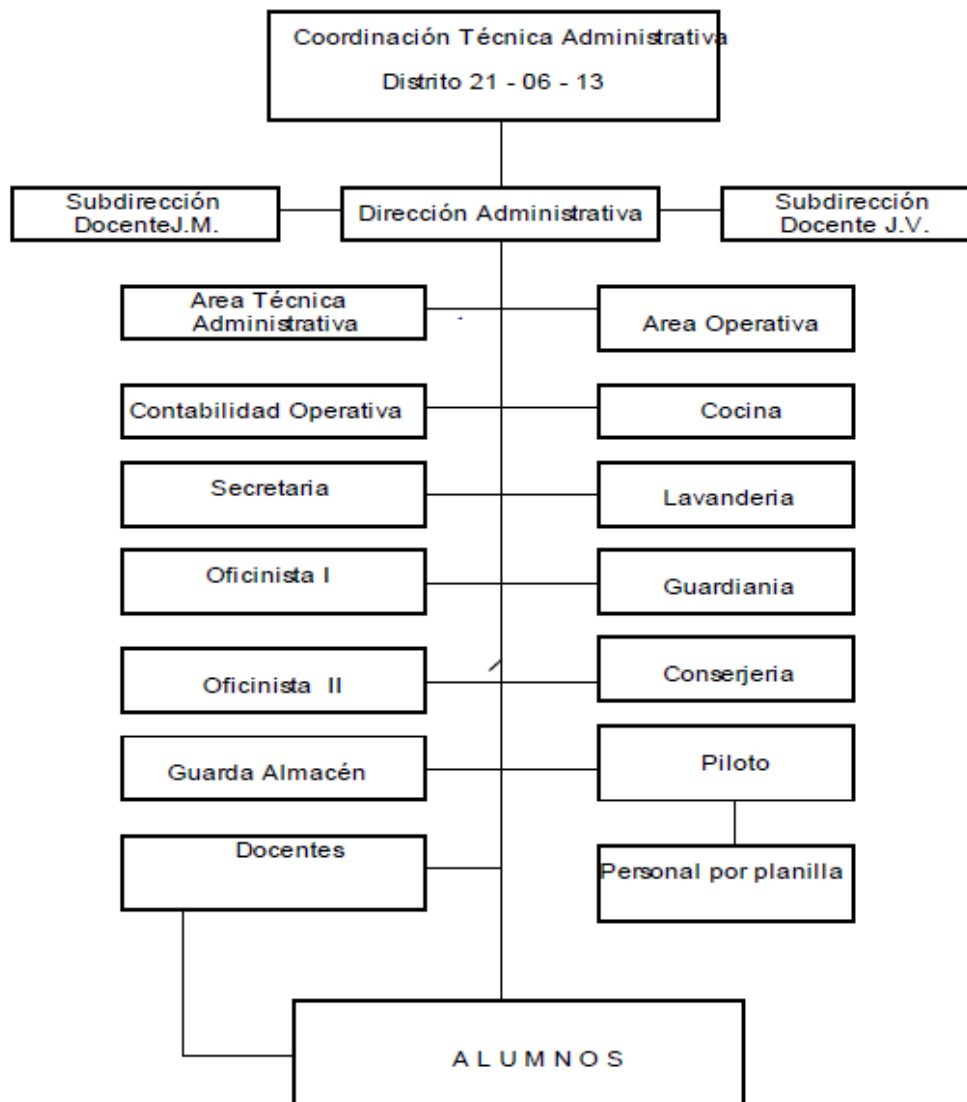 Coordinación Técnica Administrativa
Distrito 21 - 06 - 13
Subdirección
DocenteJ.M.
Dirección Administrativa
Subdirección
Docente J.V.
Area Técnica
Administrativa
Area Operativa
Contabilidad Operativa
Cocina
Secretaria
Lavanderia
Oficinista I
Guardiania
Oficinista II
Conserjeria
Guarda Almacén
Piloto
Docentes
Personal por planilla
A L U M N O S